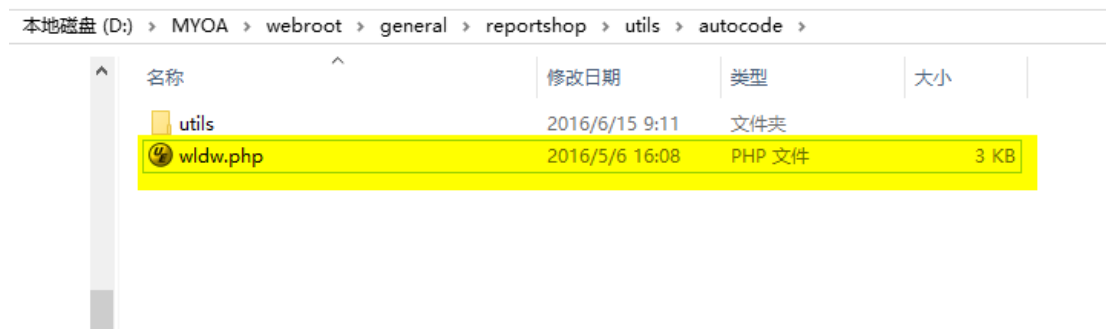 本地磁盘 (D:) > MYOA > webroot > general > reportshop > utils > autocode >
名称 修改日期 类型 大小
utils 2016/6/15 9:11 文件夹
wldw.php 2016/5/6 16:08 PHP 文件 3 KB